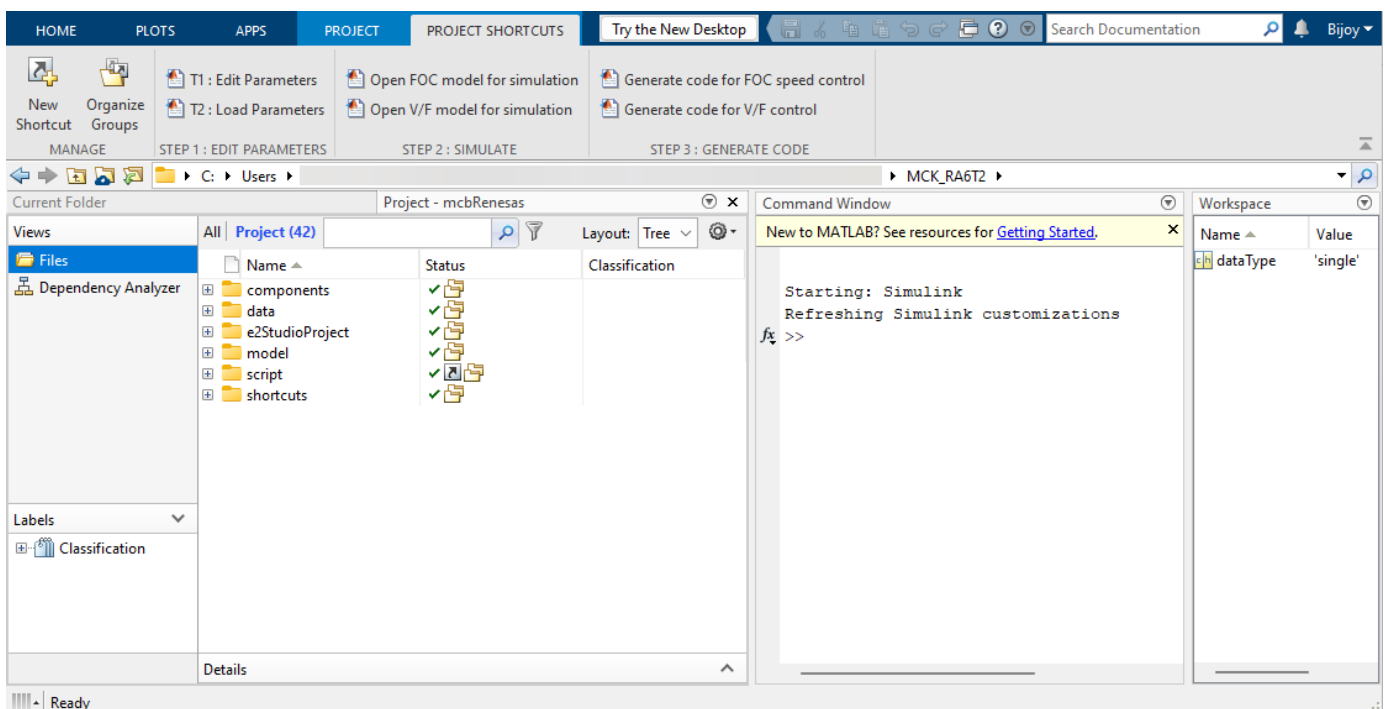 HOME PLOTS APPS PROJECT PROJECT SHORTCUTS Try the New Desktop Search Documentation Bijoy
New Shortcut
Organize Groups
T1 : Edit Parameters
T2 : Load Parameters
Open FOC model for simulation
Open V/F model for simulation
Generate code for FOC speed control
Generate code for V/F control
MANAGE STEP 1 : EDIT PARAMETERS STEP 2 : SIMULATE STEP 3 : GENERATE CODE
C: Users MCK_RA6T2
Current Folder
Views
Files
Dependency Analyzer
Labels
Classification
Project - mcbRenesas
All Project (42) Layout: Tree
Name Status Classification
components
data
e2StudioProject
model
script
shortcuts
Details
Command Window
New to MATLAB? See resources for Getting Started.
Starting: Simulink
Refreshing Simulink customizations
fx >>
Workspace
Name Value
dataType 'single'
Ready